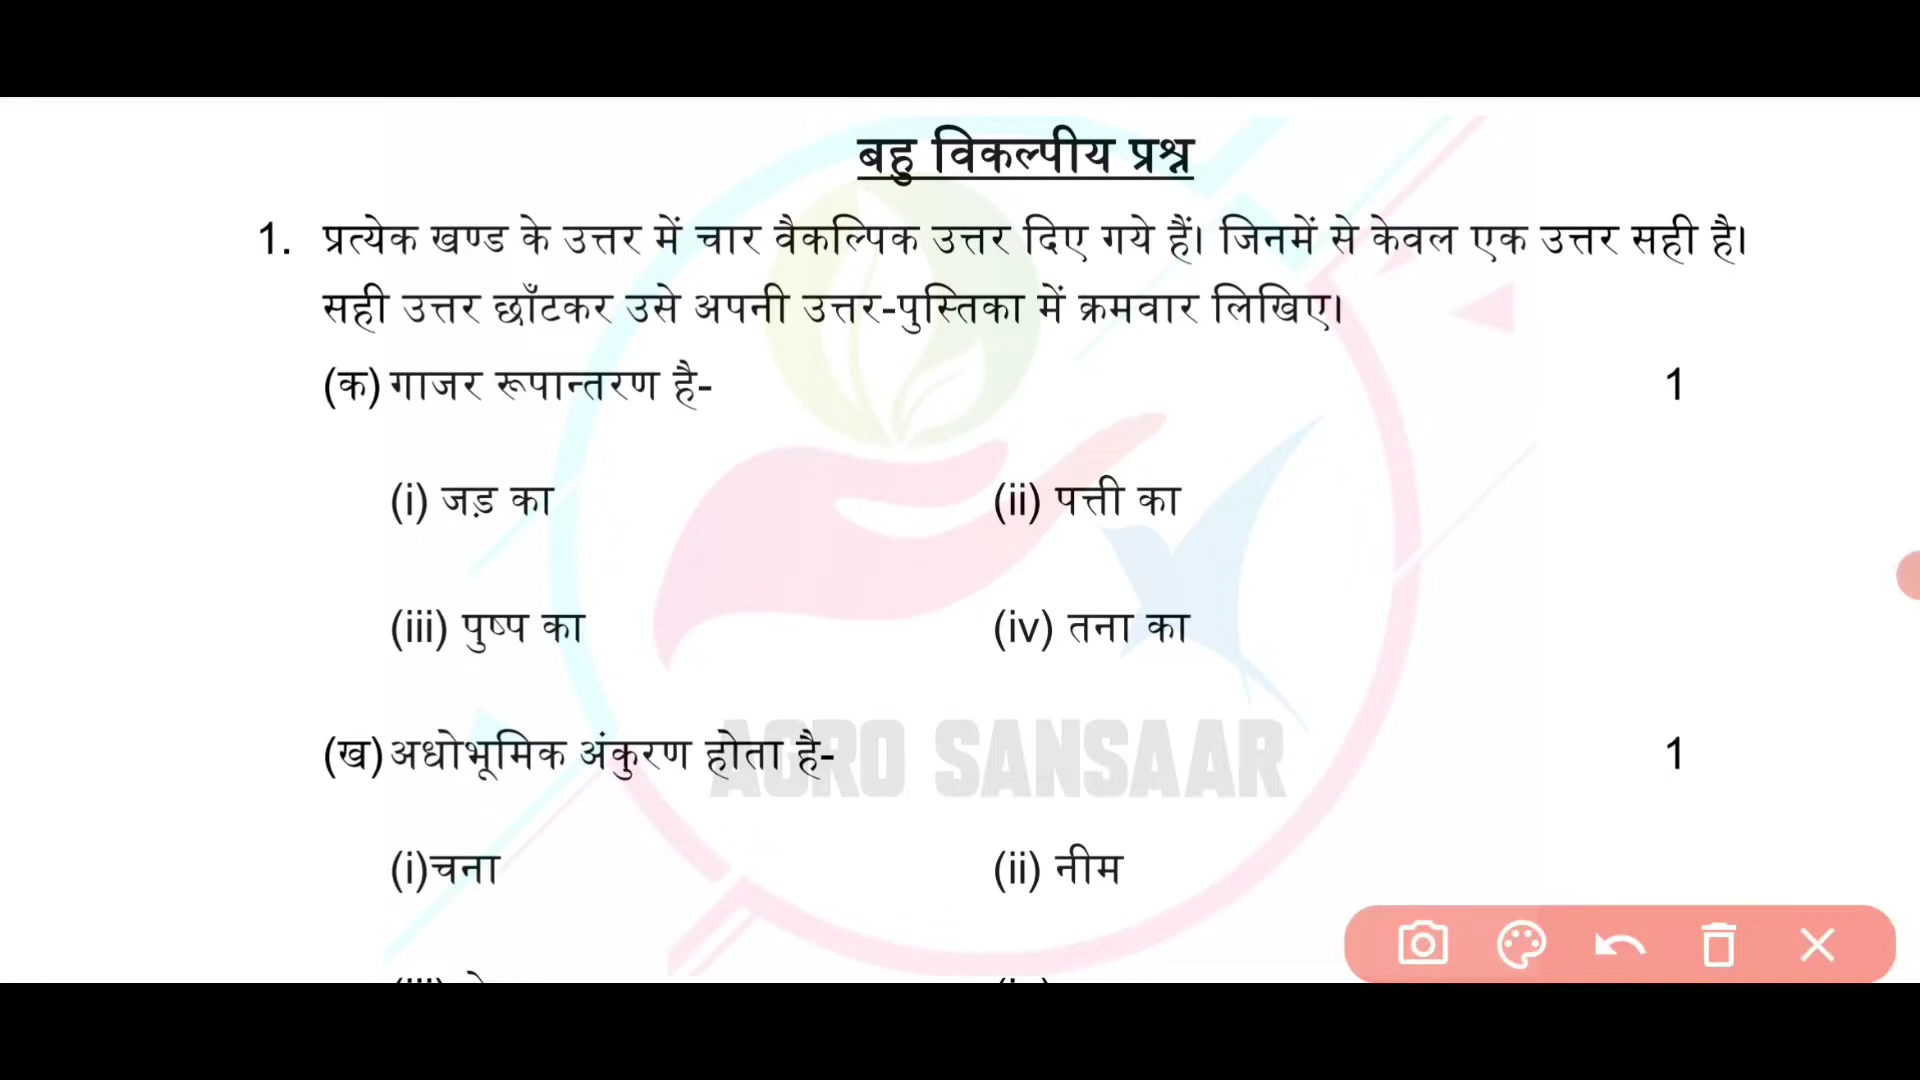 बहु विकल्पीय प्रश्न
1. प्रत्येक खण्ड के उत्तर में चार वैकल्पिक उत्तर दिए गये हैं। जिनमें से केवल एक उत्तर सही है।
सही उत्तर छाँटकर उसे अपनी उत्तर-पुस्तिका में क्रमवार लिखिए।
(क) गाजर रूपान्तरण है- 1
(i) जड़ का (ii) पत्ती का
(iii) पुष्प का (iv) तना का
AGRO SANSAAR
(ख) अधोभूमिक अंकुरण होता है- 1
(i)चना (ii) नीम